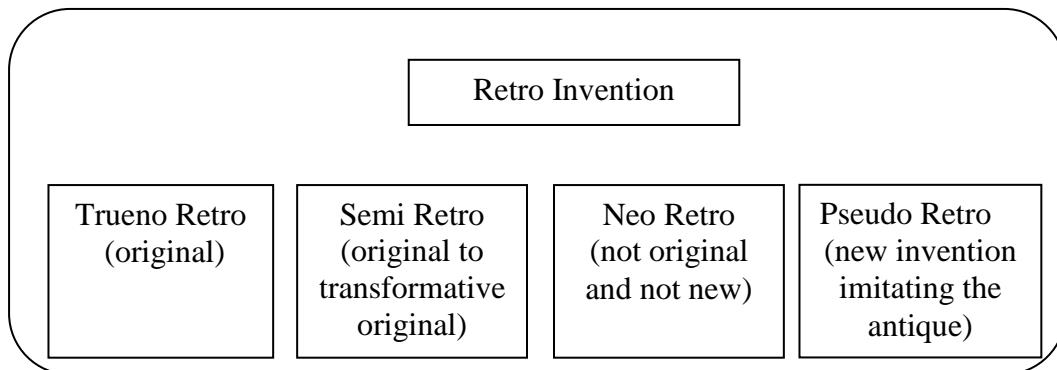 Retro Invention
Trueno Retro
(original)
Semi Retro
(original to
transformative
original)
Neo Retro
(not original
and not new)
Pseudo Retro
(new invention
imitating the
antique)